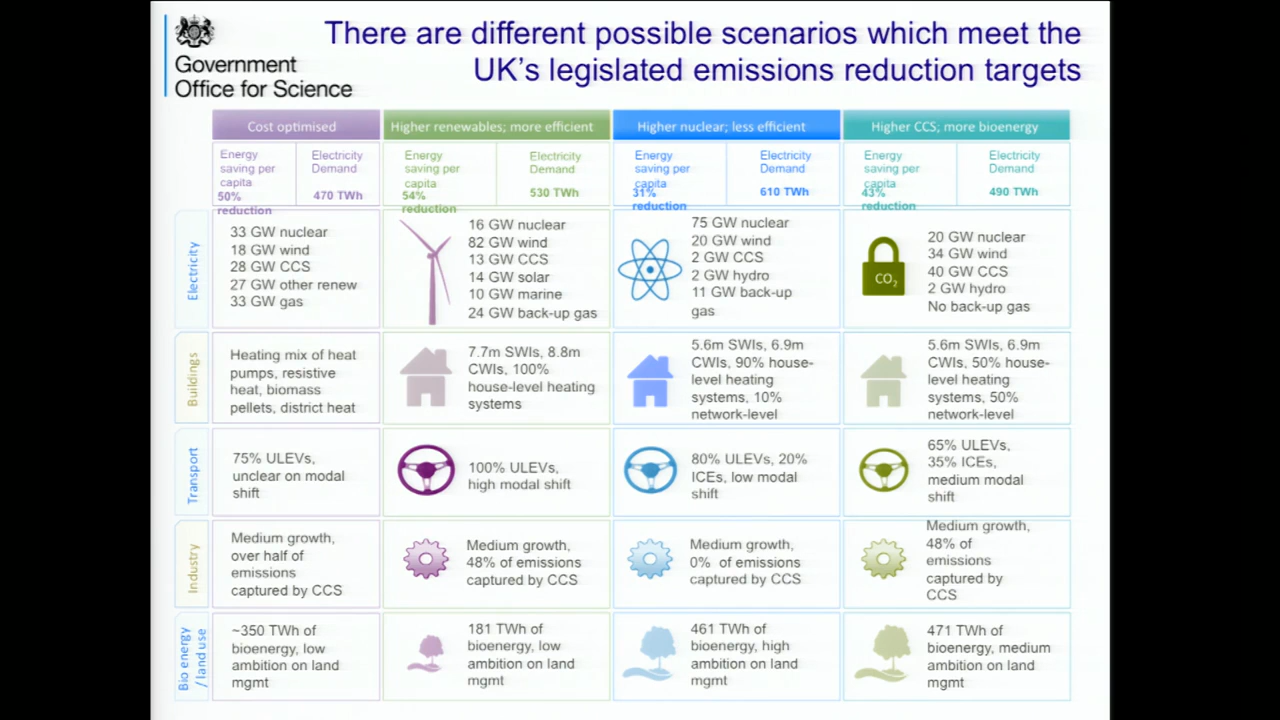 There are different possible scenarios which meet the
UK's legislated emissions reduction targets
Government
Office for Science
Cost optimised
Higher renewables; more efficient
Higher nuclear; less efficient
Higher CCS; more bioenergy
Energy
saving per
capita
50%
reduction
Electricity
Demand
470 TWh
Energy
saving per
capita
54%
reduction
Electricity
Demand
530 TWh
Energy
saving per
capita
31%
reduction
Electricity
Demand
610 TWh
Energy
saving per
capita
43%
reduction
Electricity
Demand
490 TWh
Electricity
33 GW nuclear
18 GW wind
28 GW CCS
27 GW other renew
33 GW gas
16 GW nuclear
82 GW wind
13 GW CCS
14 GW solar
10 GW marine
24 GW back-up gas
75 GW nuclear
20 GW wind
2 GW CCS
2 GW hydro
11 GW back-up
gas
CO2
20 GW nuclear
34 GW wind
40 GW CCS
2 GW hydro
No back-up gas
Buildings
Heating mix of heat
pumps, resistive
heat, biomass
pellets, district heat
7.7m SWIs, 8.8m
CWIs, 100%
house-level heating
systems
5.6m SWIs, 6.9m
CWIs, 90% house-
level heating
systems, 10%
network-level
5.6m SWIs, 6.9m
CWIs, 50% house-
level heating
systems, 50%
network-level
Transport
75% ULEVs,
unclear on modal
shift
100% ULEVs,
high modal shift
80% ULEVs, 20%
ICEs, low modal
shift
65% ULEVs,
35% ICEs,
medium modal
shift
Industry
Medium growth,
over half of
emissions
captured by CCS
Medium growth,
48% of emissions
captured by CCS
Medium growth,
0% of emissions
captured by CCS
Medium growth,
48% of
emissions
captured by
CCS
Bio energy
/ land use
~350 TWh of
bioenergy, low
ambition on land
mgmt
181 TWh of
bioenergy, low
ambition on land
mgmt
461 TWh of
bioenergy, high
ambition on land
mgmt
471 TWh of
bioenergy, medium
ambition on land
mgmt